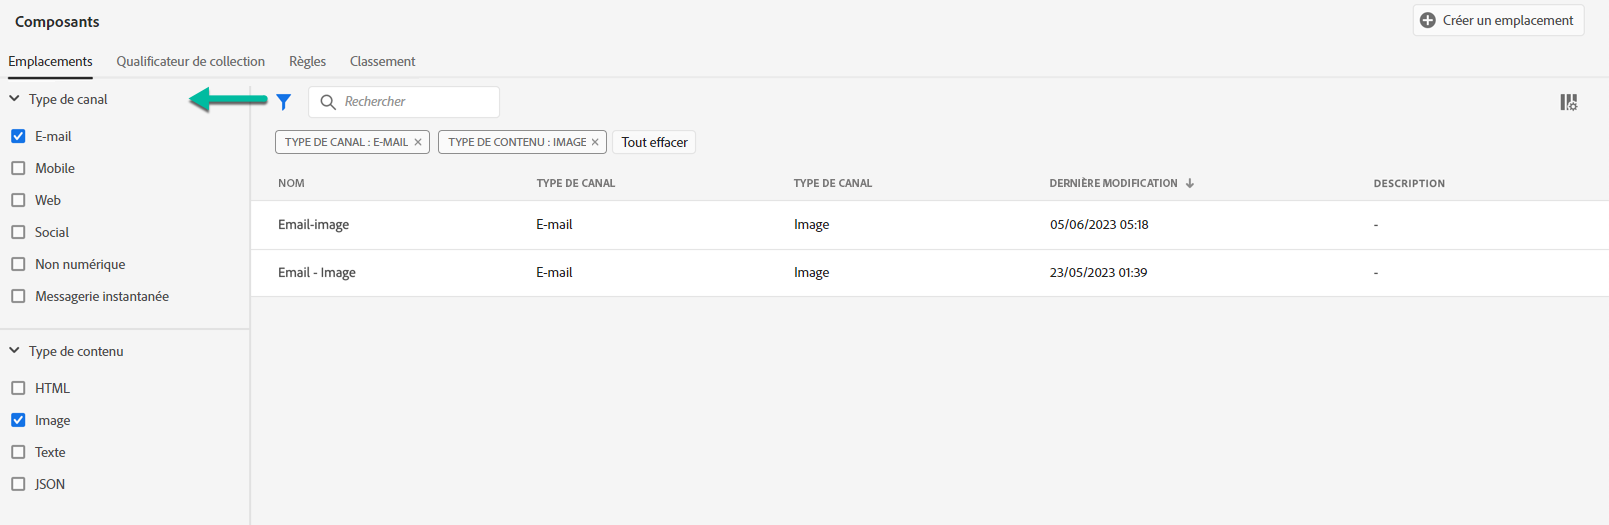 Composants
Créer un emplacement
Emplacements Qualificateur de collection Règles Classement
Type de canal
E-mail
Mobile
Web
Social
Non numérique
Messagerie instantanée
Type de contenu
HTML
Image
Texte
JSON
Rechercher
TYPE DE CANAL : E-MAIL × TYPE DE CONTENU : IMAGE × Tout effacer
NOM TYPE DE CANAL TYPE DE CANAL DERNIÈRE MODIFICATION ↓ DESCRIPTION
Email-image E-mail Image 05/06/2023 05:18 -
Email - Image E-mail Image 23/05/2023 01:39 -